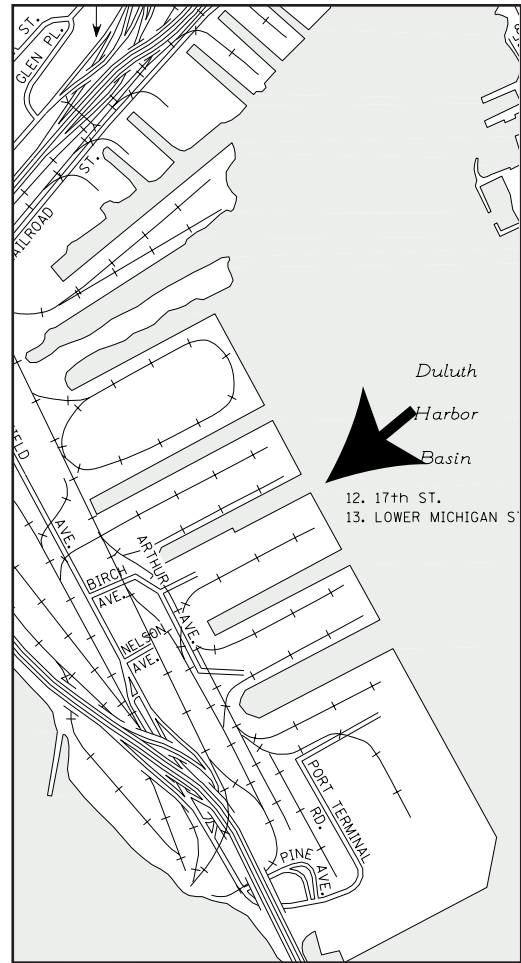 ST.
GLEN PL.
ST.
AILROAD
Duluth
Harbor
Basin
12. 17th ST.
13. LOWER MICHIGAN S
IELD
AVE.
ARTHUR
AVE.
BIRCH
AVE.
NELSON
AVE.
PORT TERMINAL
RD.
PINE AVE.